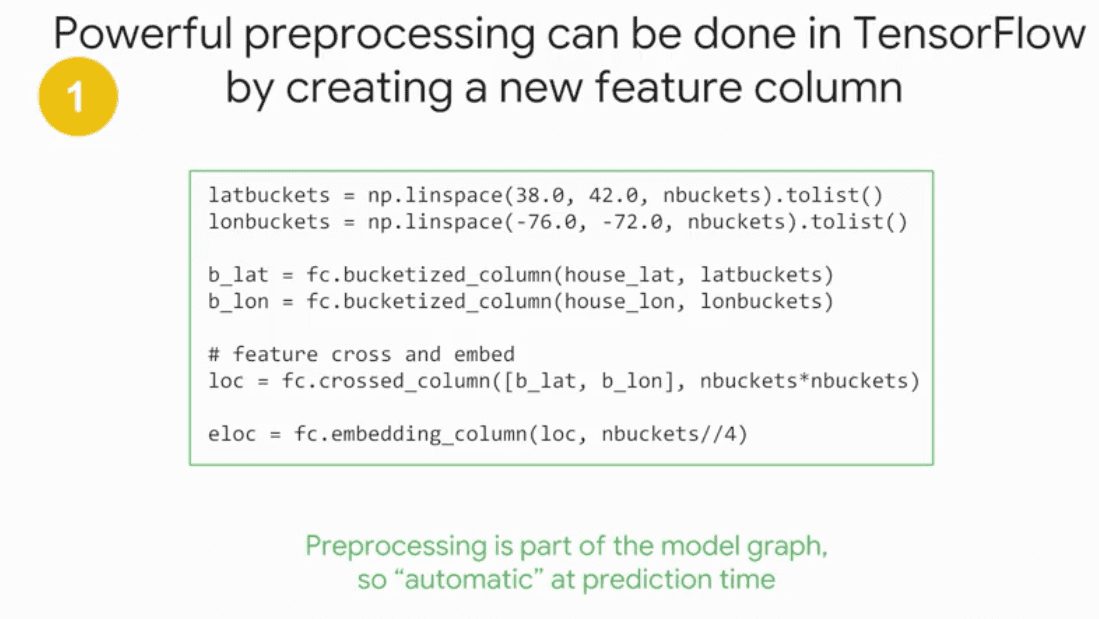 Powerful preprocessing can be done in TensorFlow
1
by creating a new feature column
latbuckets = np.linspace(38.0, 42.0, nbuckets).tolist()
lonbuckets = np.linspace(-76.0, -72.0, nbuckets).tolist()
b_lat = fc.bucketized_column(house_lat, latbuckets)
b_lon = fc.bucketized_column(house_lon, lonbuckets)
# feature cross and embed
loc = fc.crossed_column([b_lat, b_lon], nbuckets*nbuckets)
eloc = fc.embedding_column(loc, nbuckets//4)
Preprocessing is part of the model graph,
so “automatic” at prediction time